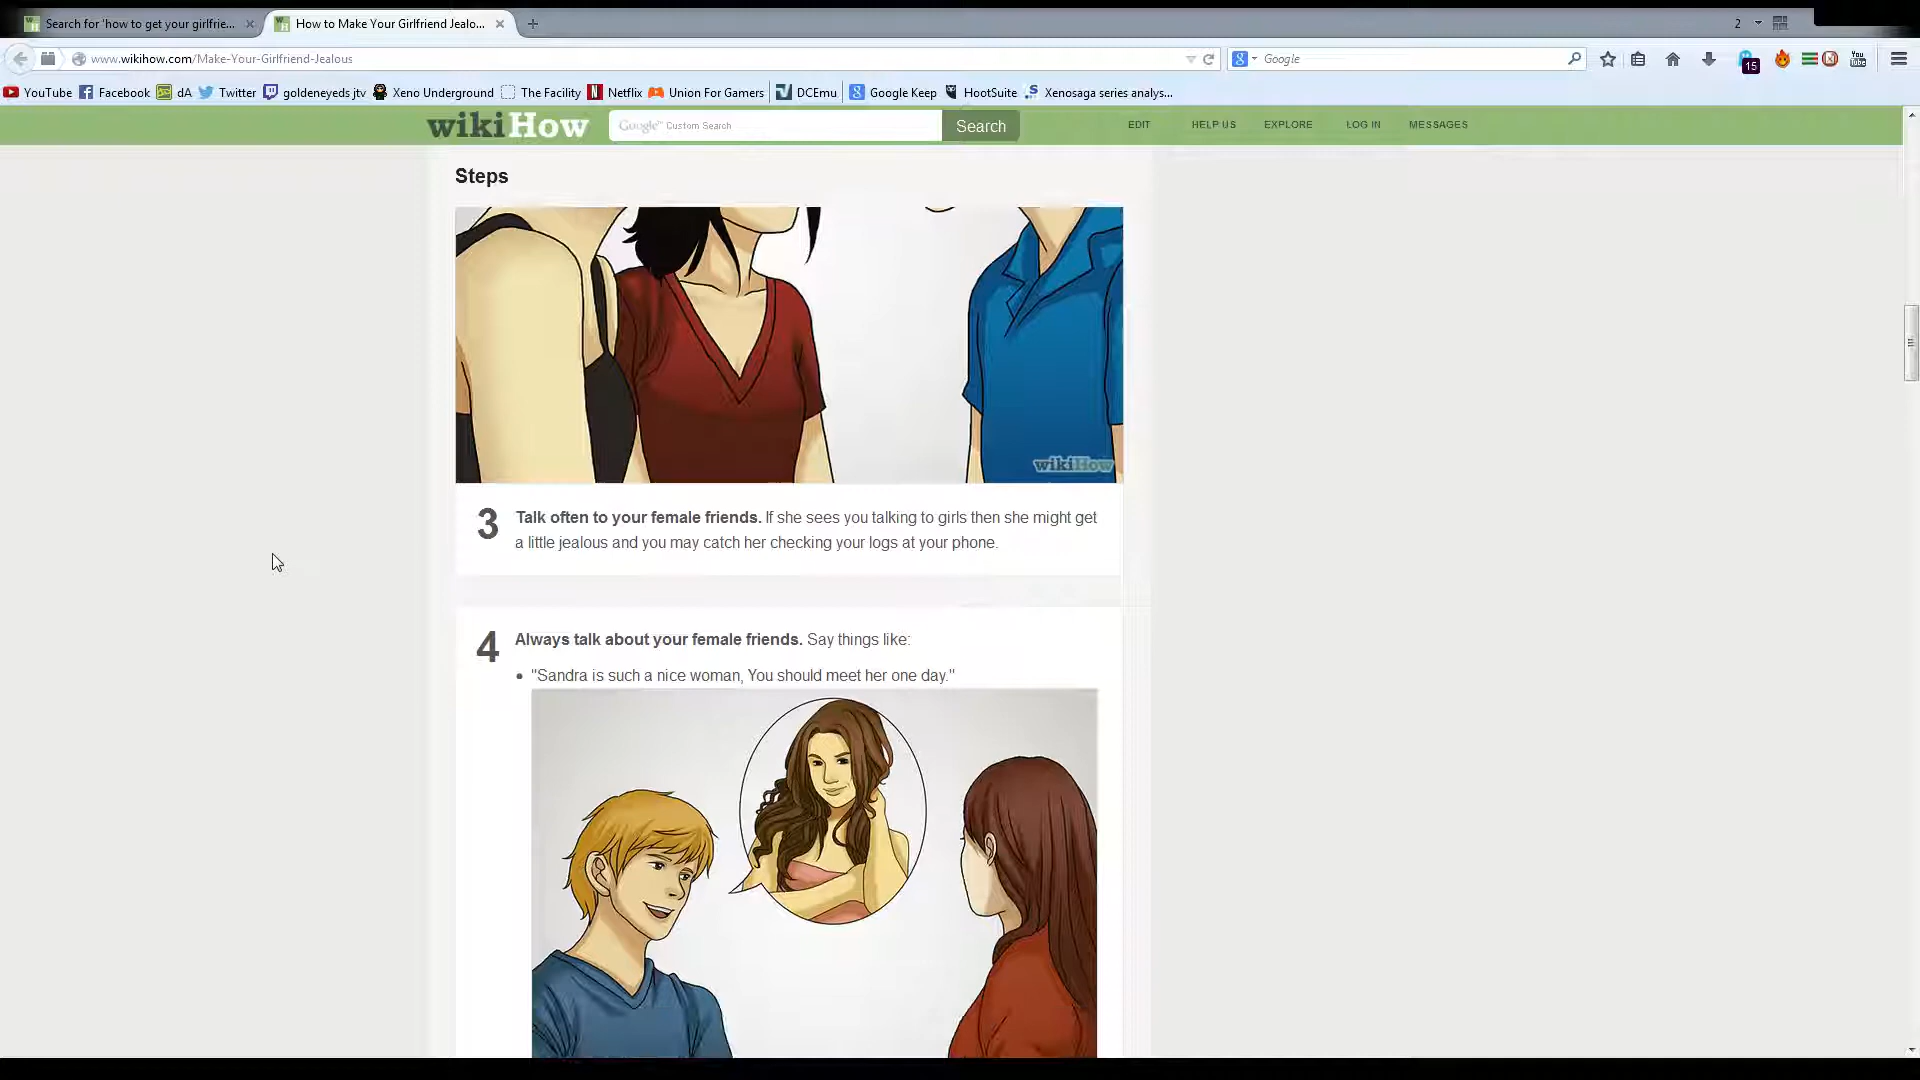 Search for 'how to get your girlfrie...
How to Make Your Girlfriend Jealo...
2
www.wikihow.com/Make-Your-Girlfriend-Jealous
Google
15
You Tube
YouTube Facebook dA Twitter goldeneyeds jtv Xeno Underground The Facility Netflix Union For Gamers DCEmu Google Keep HootSuite Xenosaga series analys...
wikiHow Google™ Custom Search Search EDIT HELP US EXPLORE LOG IN MESSAGES
Steps
wikiHow
3 Talk often to your female friends. If she sees you talking to girls then she might get
a little jealous and you may catch her checking your logs at your phone.
4 Always talk about your female friends. Say things like:
• "Sandra is such a nice woman, You should meet her one day."